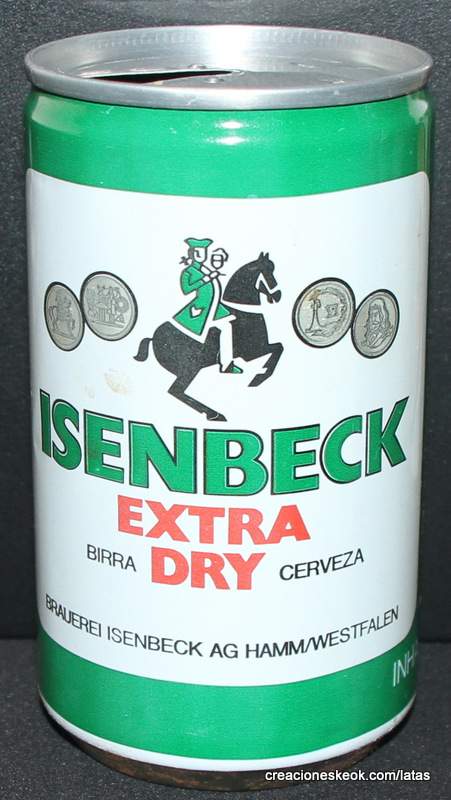 ISENBECK
EXTRA
BIRRA DRY CERVEZA
BRAUEREI ISENBECK AG HAMM/WESTFALEN
creacioneskeok.com/latas